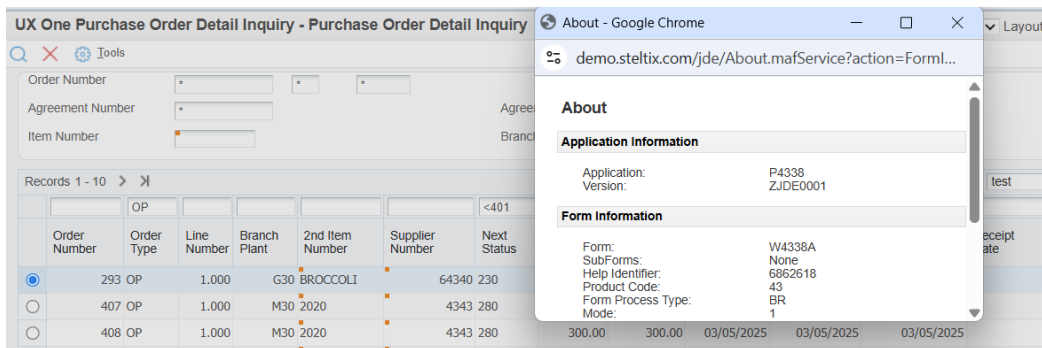 UX One Purchase Order Detail Inquiry - Purchase Order Detail Inquiry
About - Google Chrome
Layout
Tools
demo.steltix.com/jde/About.mafService?action=FormI...
Order Number * * *
Agreement Number *
Item Number
About
Application Information
Application: P4338
Version: ZJDE0001
Form Information
Form: W4338A
SubForms: None
Help Identifier: 6862618
Product Code: 43
Form Process Type: BR
Mode: 1
Records 1 - 10
test
OP <401
Order Number Order Type Line Number Branch Plant 2nd Item Number Supplier Number Next Status
293 OP 1.000 G30 BROCCOLI 64340 230
407 OP 1.000 M30 2020 4343 280
408 OP 1.000 M30 2020 4343 280 300.00 300.00 03/05/2025 03/05/2025 03/05/2025